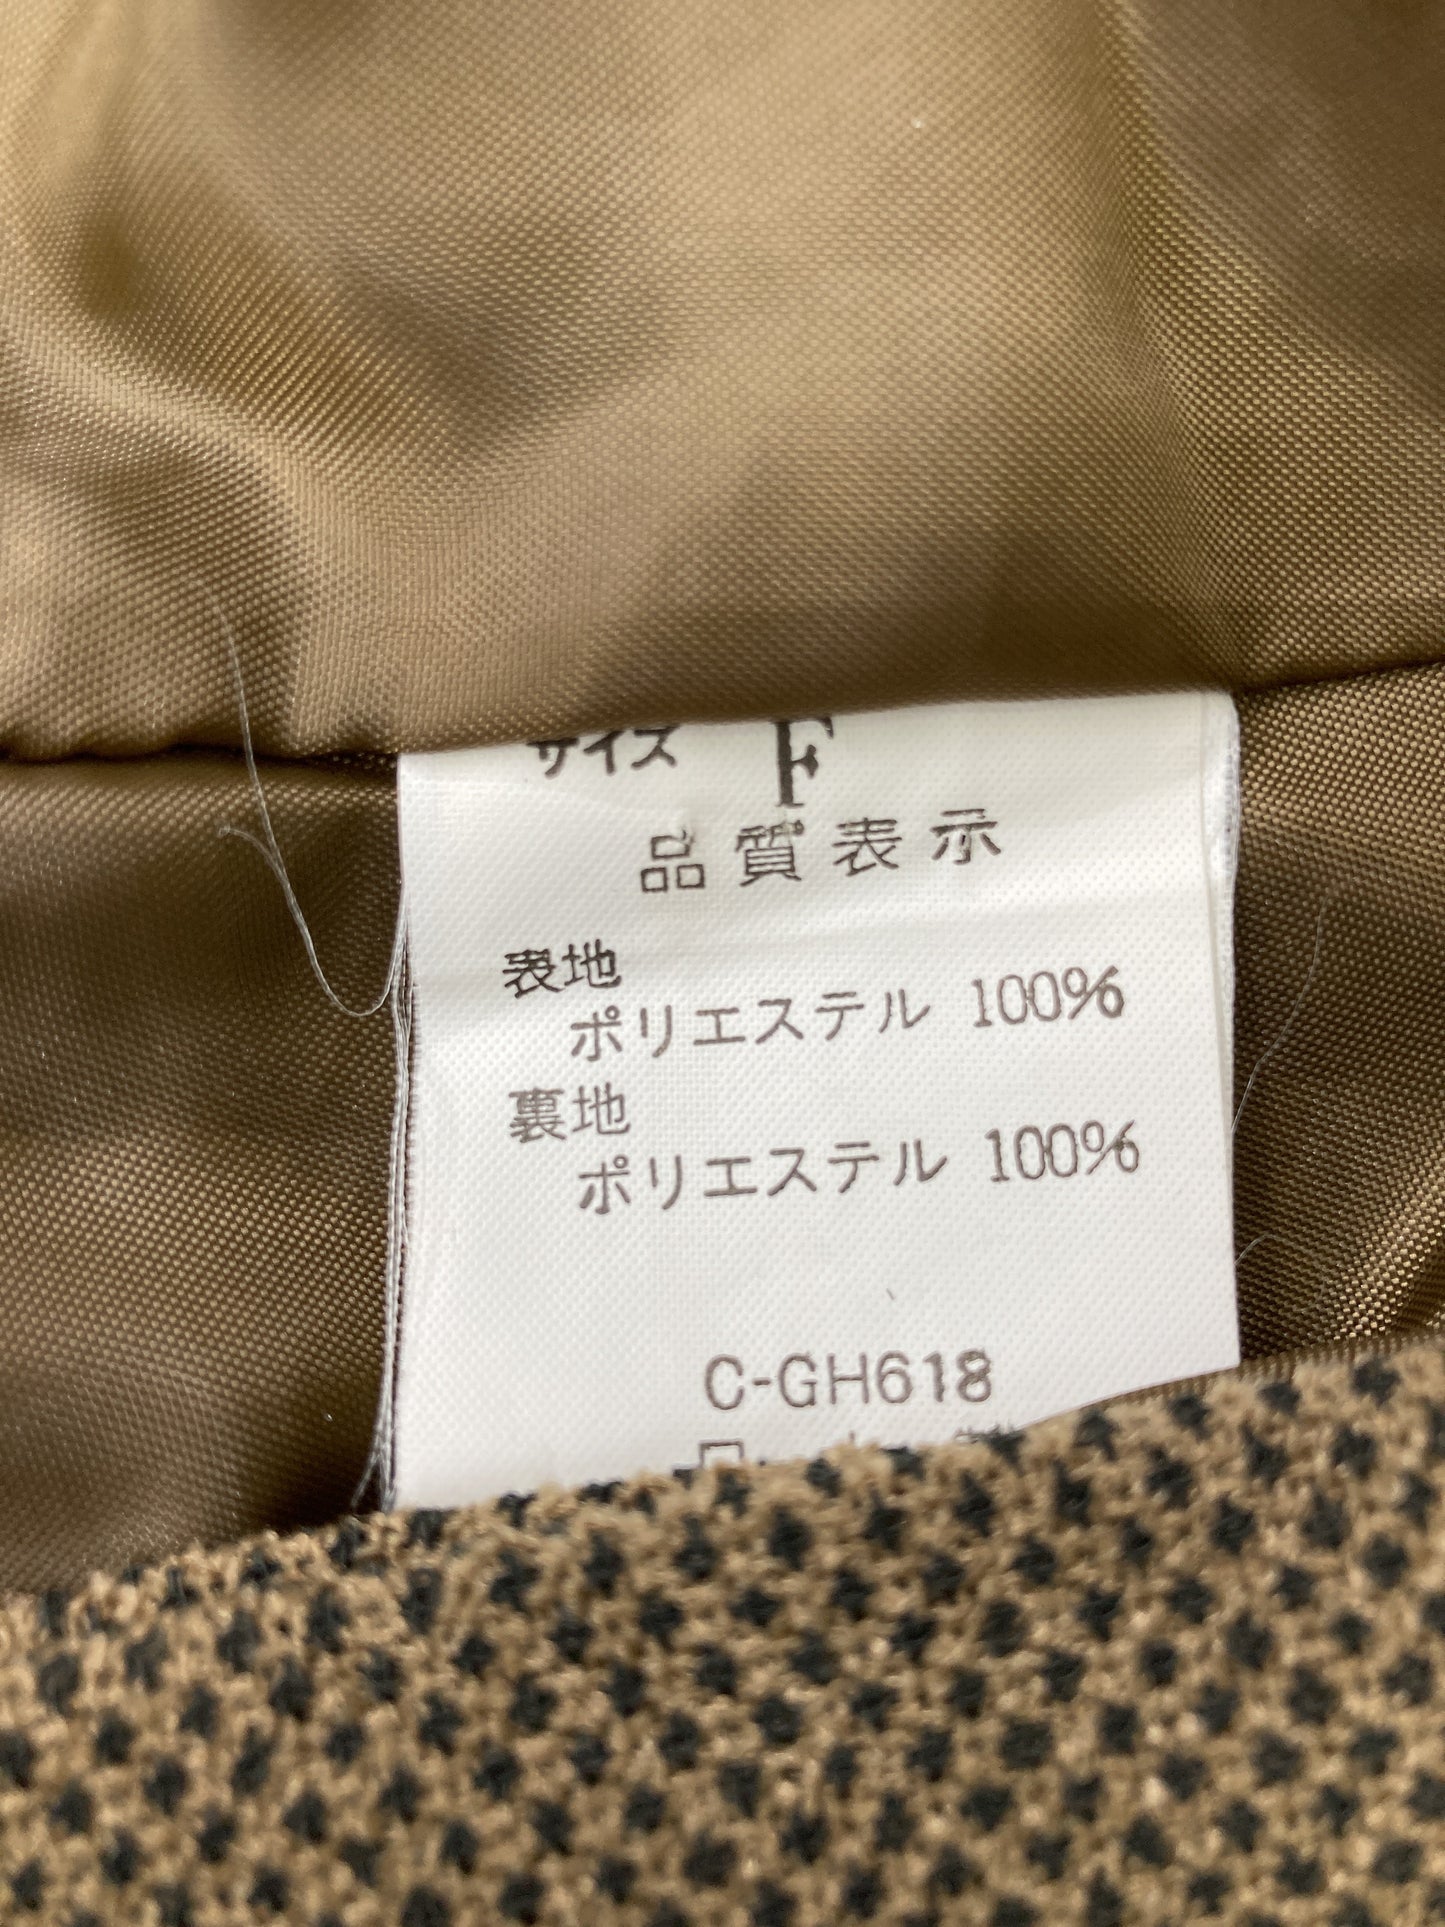 サイズ F
品質表示
表地
ポリエステル 100%
裏地
ポリエステル 100%
C-GH618